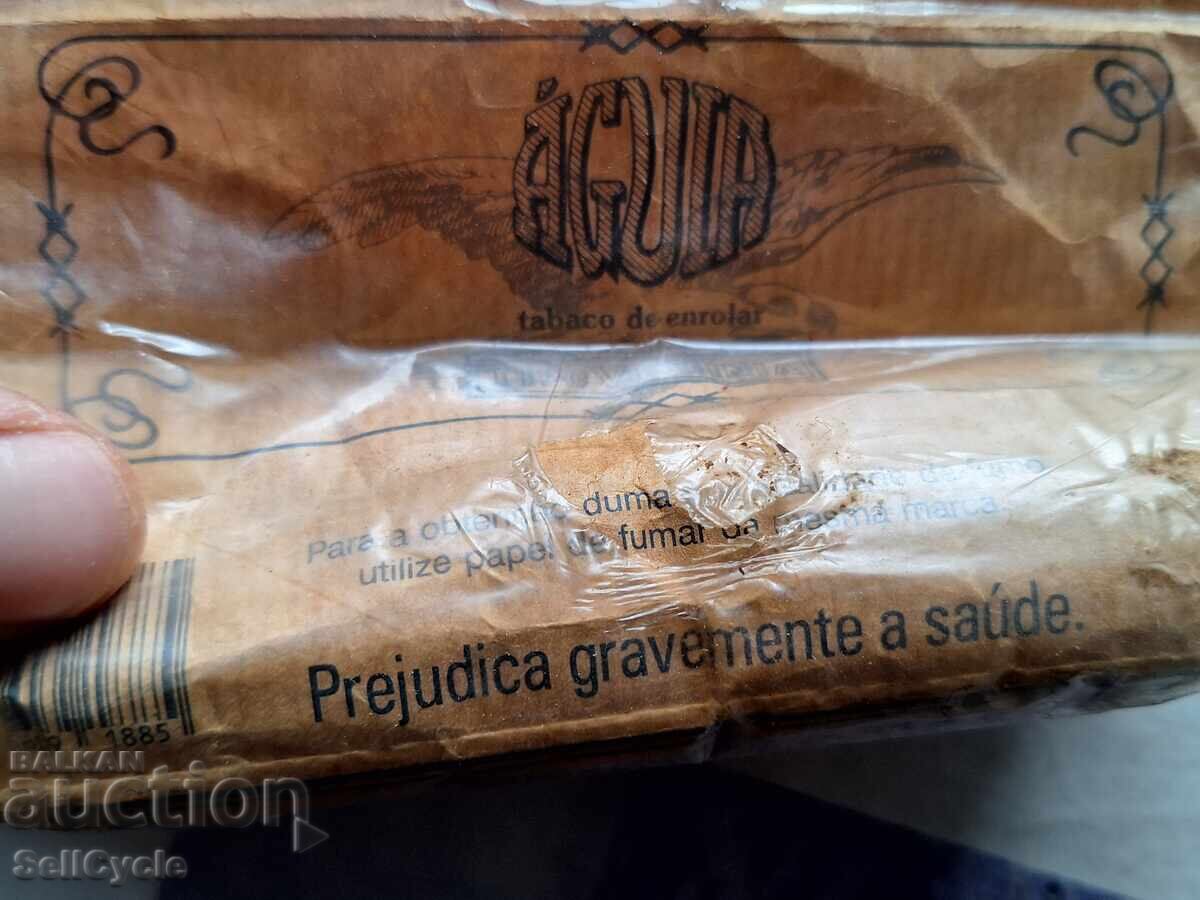 ÁGUIA
tabaco de enrolar
Para a duma
utilize papel de fumar da mesma marca.
Prejudica gravemente a saúde.
1885
BALKAN
auction
SellCycle